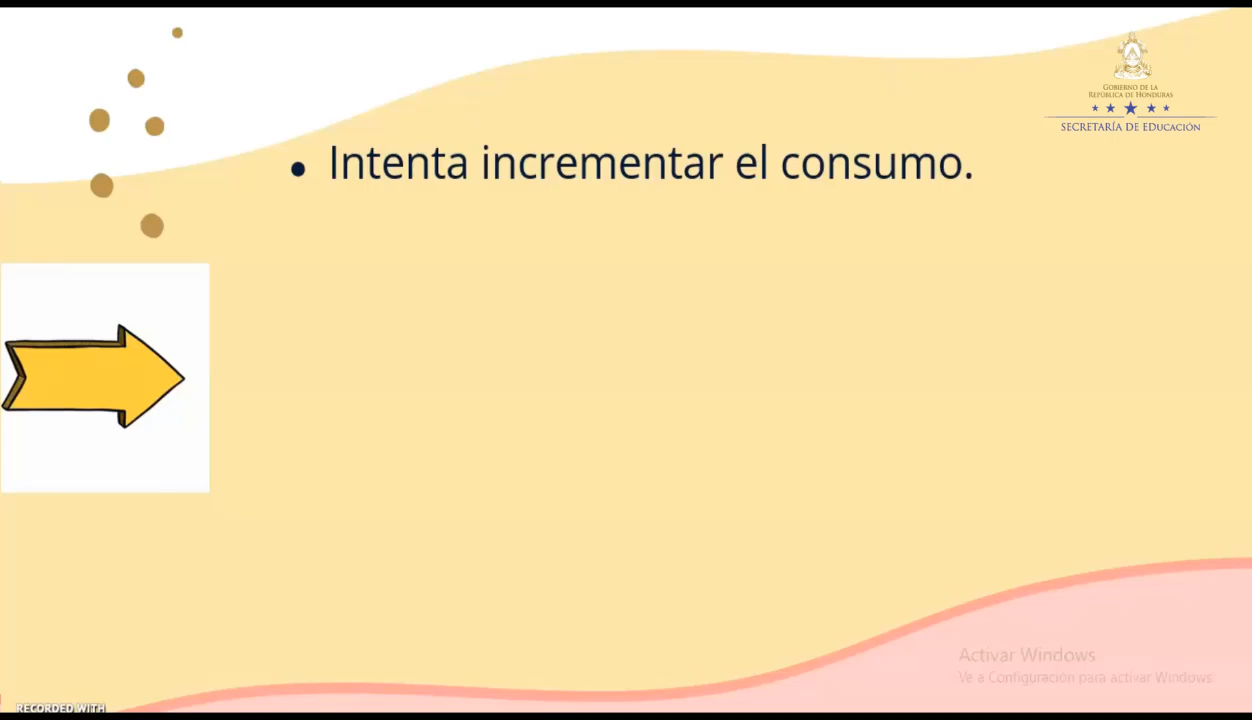 GOBIERNO DE LA
REPÚBLICA DE HONDURAS
SECRETARÍA DE EDUCACIÓN
• Intenta incrementar el consumo.
Activar Windows
Ve a Configuración para activar Windows.
RECORDED WITH